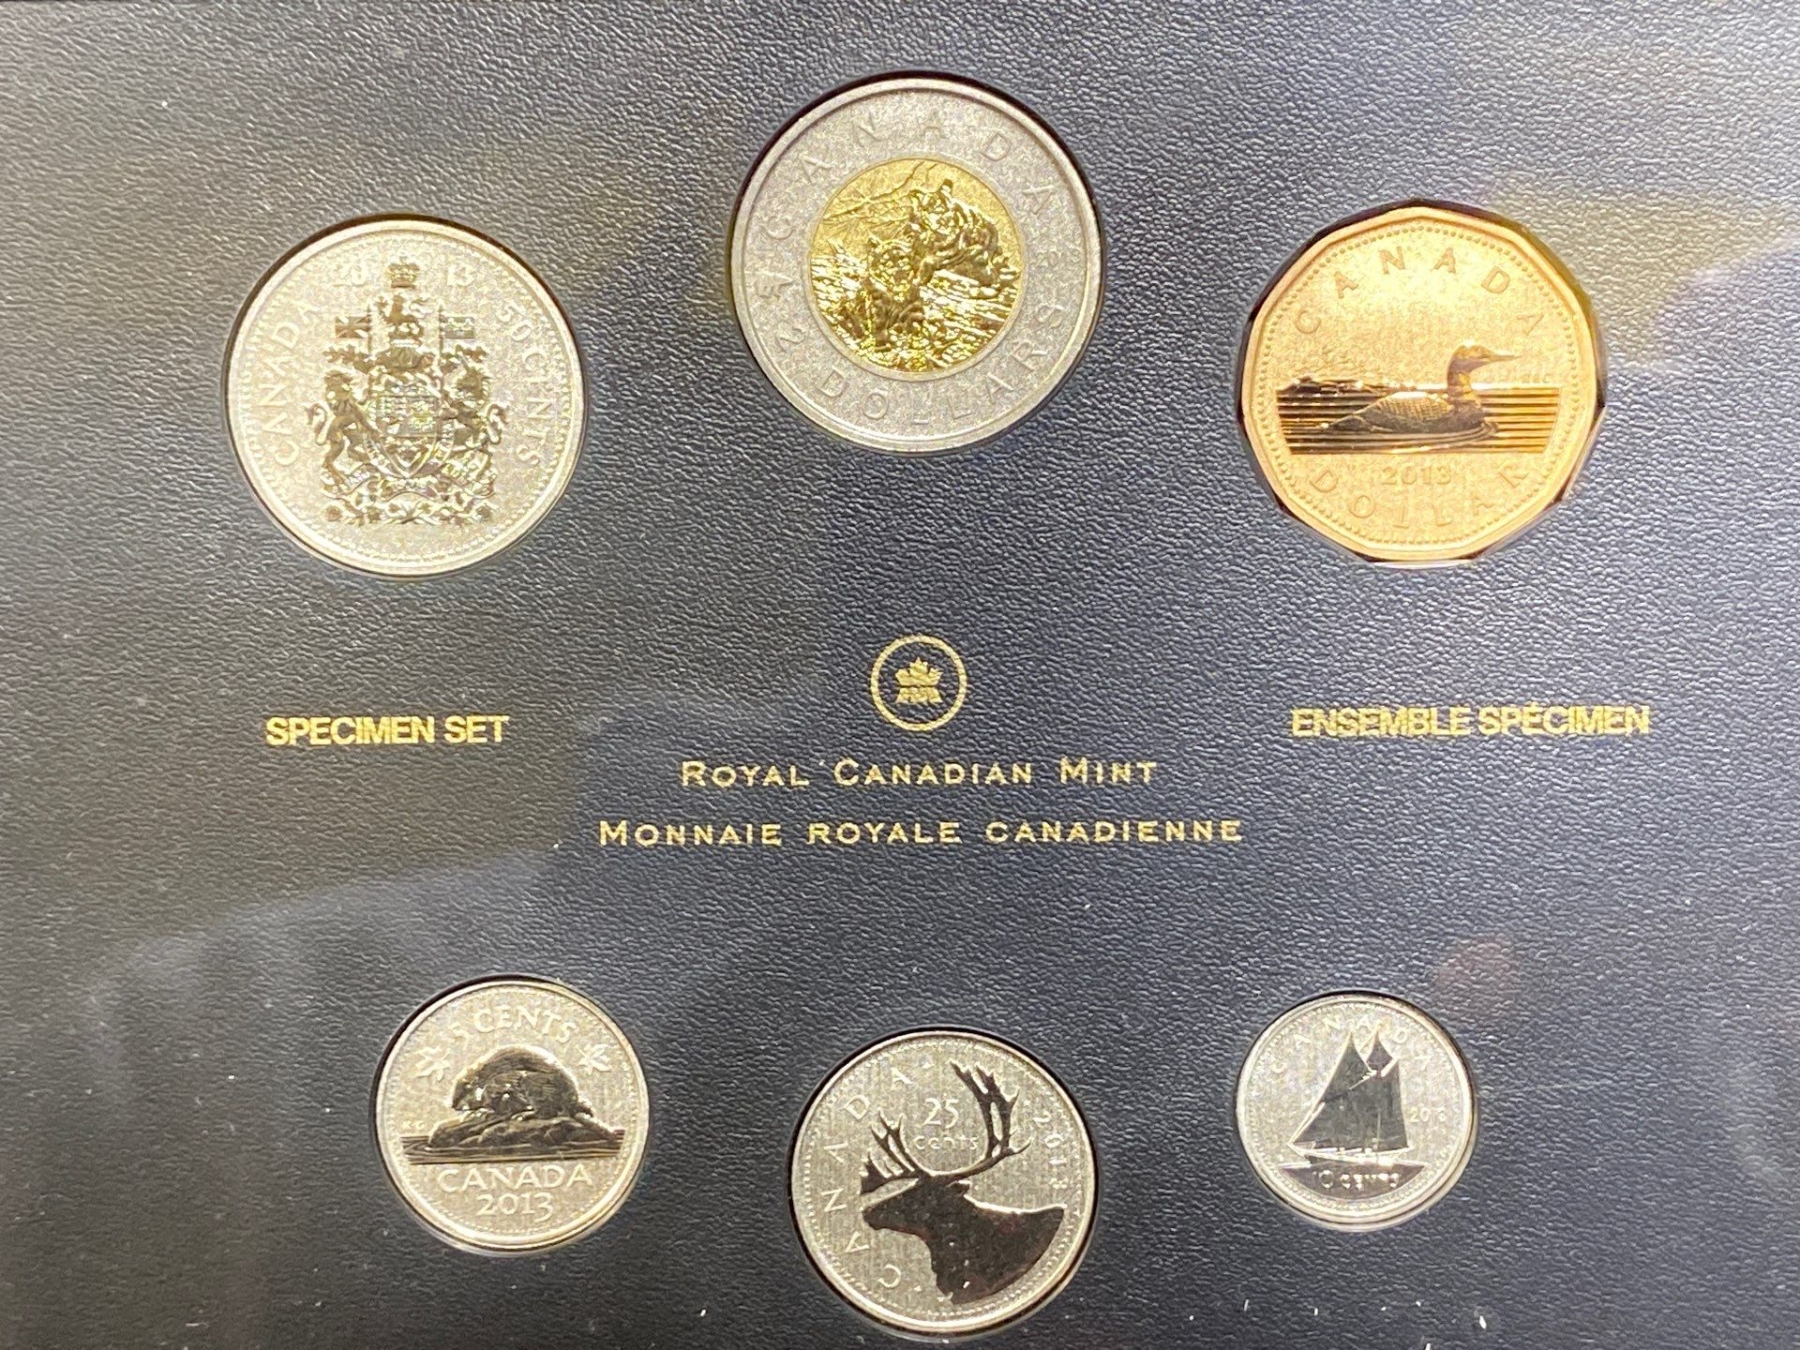 CANADA 2013 50 CENTS
CANADA
2 DOLLARS
CANADA
2013
DOLLAR
SPECIMEN SET
ENSEMBLE SPÉCIMEN
ROYAL CANADIAN MINT
MONNAIE ROYALE CANADIENNE
5 CENTS
KG
CANADA
2013
CANADA 2013
25
CENTS
CANADA
10 CENTS